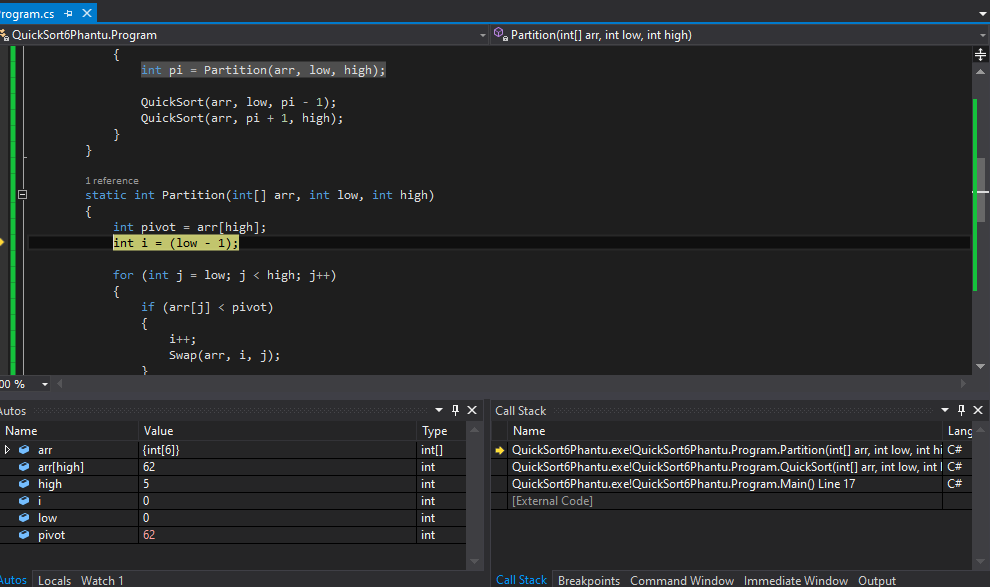 rogram.cs
QuickSort6Phantu.Program
Partition(int[] arr, int low, int high)
{
int pi = Partition(arr, low, high);
QuickSort(arr, low, pi - 1);
QuickSort(arr, pi + 1, high);
}
}
1 reference
static int Partition(int[] arr, int low, int high)
{
int pivot = arr[high];
int i = (low - 1);
for (int j = low; j < high; j++)
{
if (arr[j] < pivot)
{
i++;
Swap(arr, i, j);
}
00 %
Autos
Name Value Type
arr {int[6]} int[]
arr[high] 62 int
high 5 int
i 0 int
low 0 int
pivot 62 int
Autos Locals Watch 1
Call Stack
Name Lang
QuickSort6Phantu.exe!QuickSort6Phantu.Program.Partition(int[] arr, int low, int hi C#
QuickSort6Phantu.exe!QuickSort6Phantu.Program.QuickSort(int[] arr, int low, int C#
QuickSort6Phantu.exe!QuickSort6Phantu.Program.Main() Line 17 C#
[External Code]
Call Stack Breakpoints Command Window Immediate Window Output